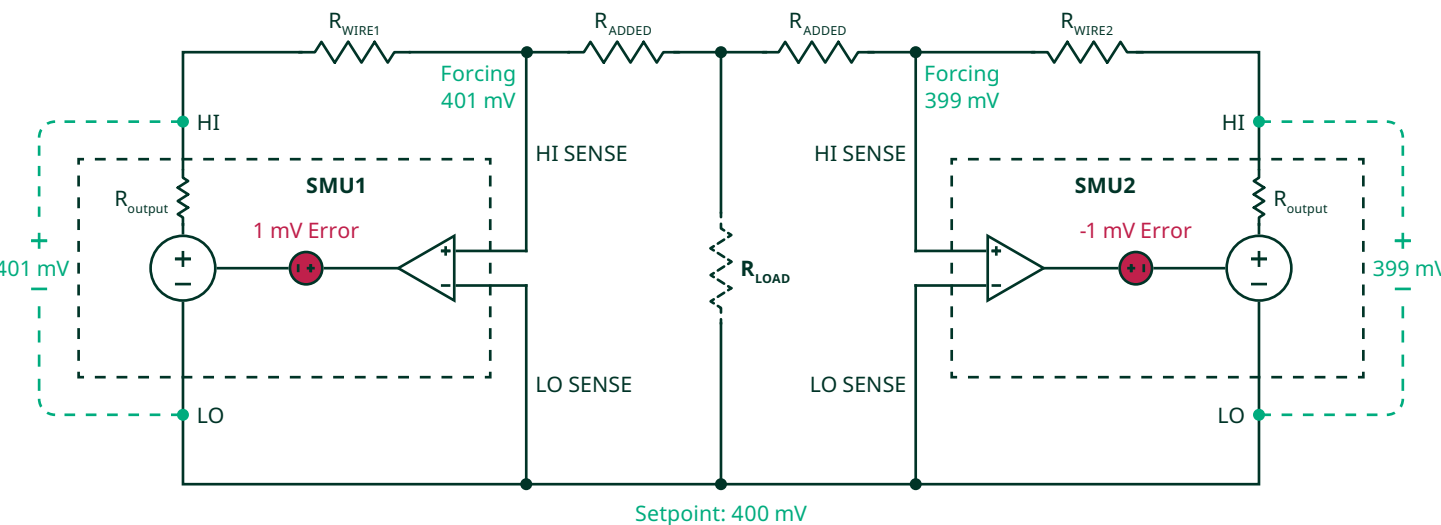 RWIRE1
RADDED
RADDED
RWIRE2
Forcing
401 mV
Forcing
399 mV
HI
HI
HI SENSE
HI SENSE
SMU1
SMU2
Routput
Routput
1 mV Error
-1 mV Error
+
401 mV
−
+
−
+
−
RLOAD
+
−
+
−
+
399 mV
−
LO SENSE
LO SENSE
LO
LO
Setpoint: 400 mV